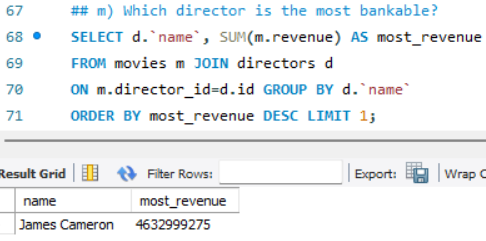 67 ## m) Which director is the most bankable?
68 SELECT d.`name`, SUM(m.revenue) AS most_revenue
69 FROM movies m JOIN directors d
70 ON m.director_id=d.id GROUP BY d.`name`
71 ORDER BY most_revenue DESC LIMIT 1;
Result Grid Filter Rows: Export: Wrap C
name most_revenue
James Cameron 4632999275